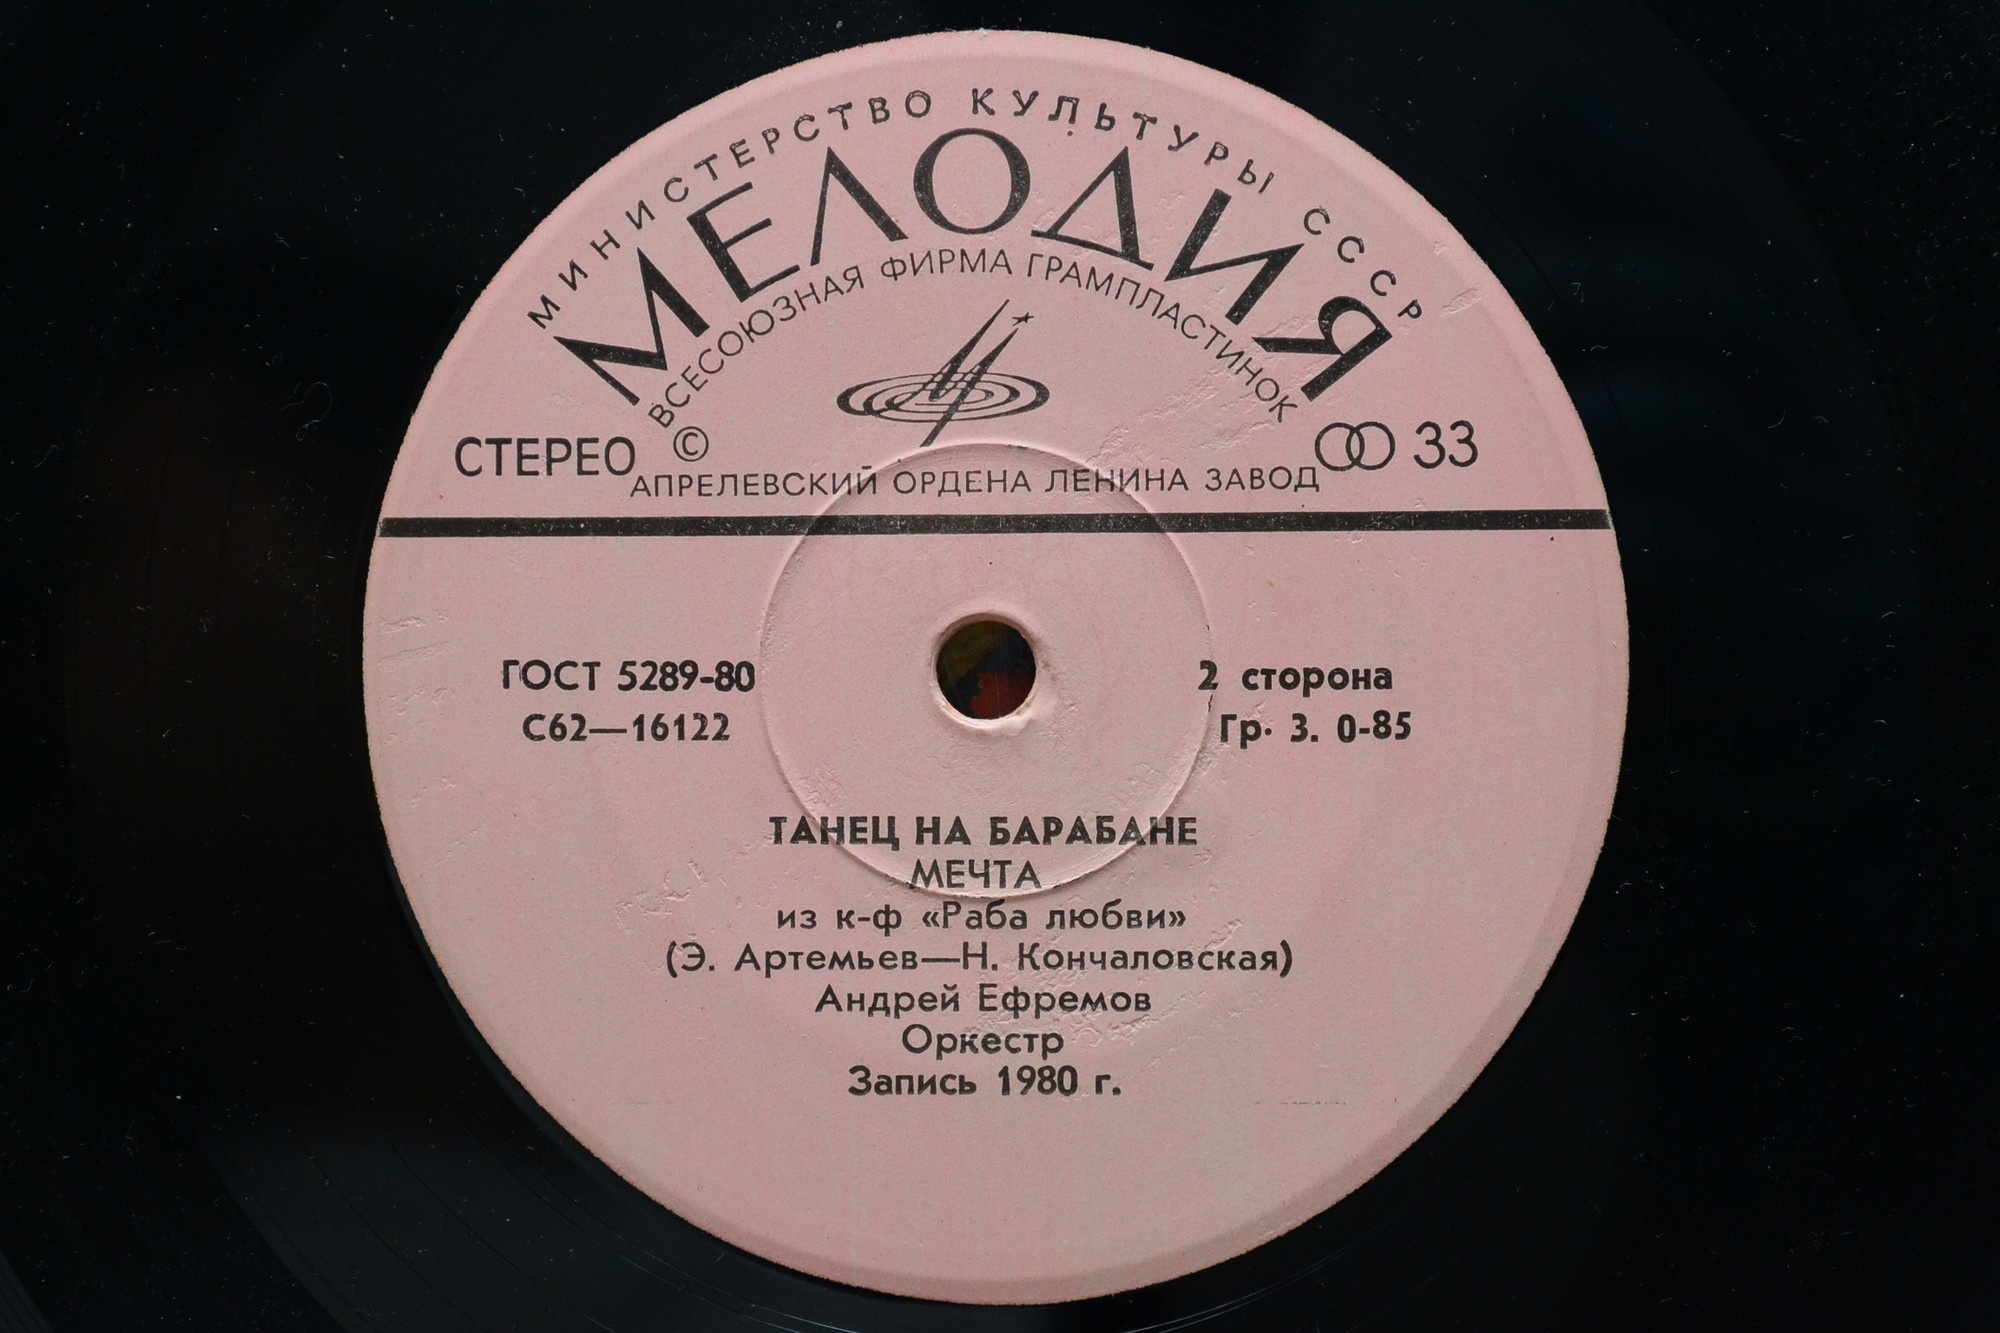 МИНИСТЕРСТВО КУЛЬТУРЫ СССР
МЕЛОДИЯ
ВСЕСОЮЗНАЯ ФИРМА ГРАМПЛАСТИНОК
СТЕРЕО © 33
АПРЕЛЕВСКИЙ ОРДЕНА ЛЕНИНА ЗАВОД
ГОСТ 5289-80 2 сторона
С62—16122 Гр. 3. 0-85
ТАНЕЦ НА БАРАБАНЕ
МЕЧТА
из к-ф «Раба любви»
(Э. Артемьев—Н. Кончаловская)
Андрей Ефремов
Оркестр
Запись 1980 г.